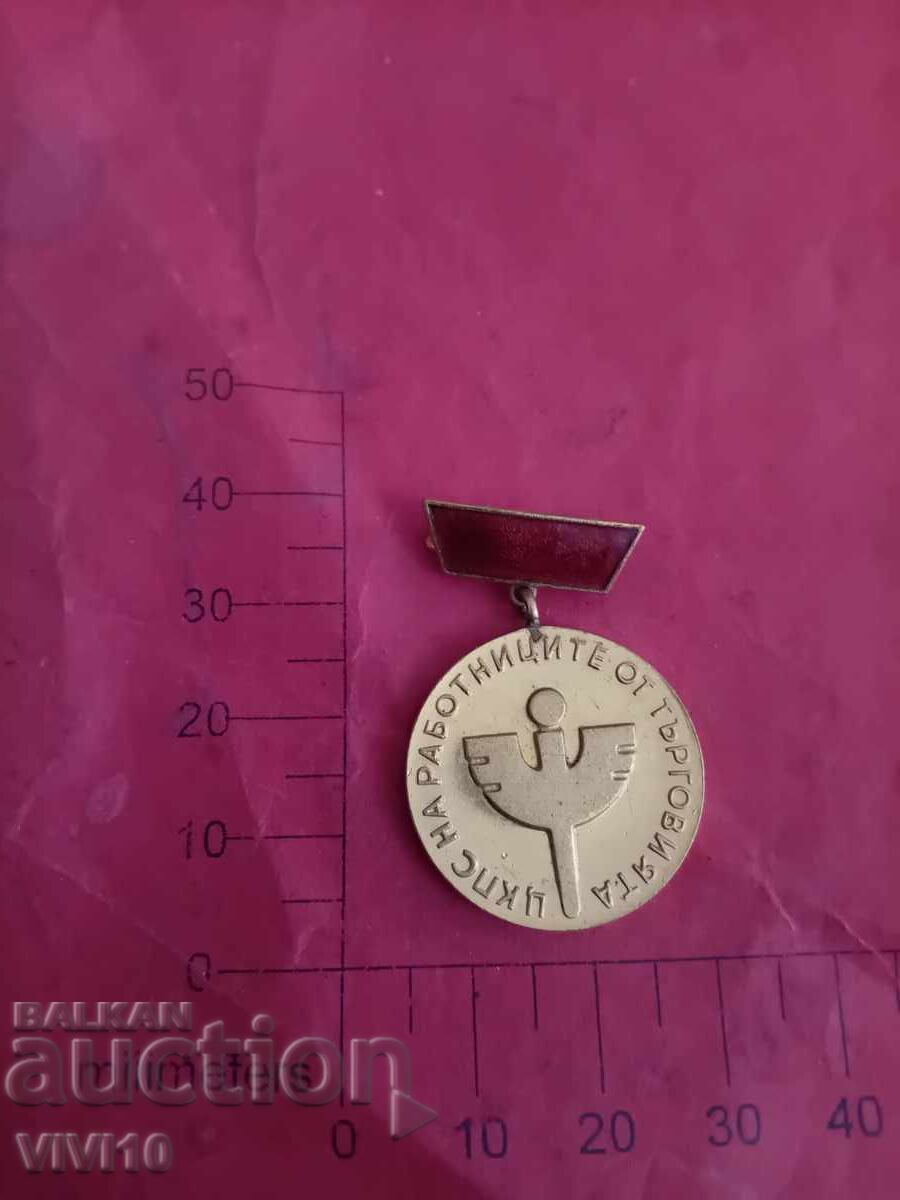 50
40
30
20
10
0
ЦКПС НА РАБОТНИЦИТЕ ОТ ТЪРГОВИЯТА
millimeters
0 10 20 30 40
BALKAN
auction
VIVI10